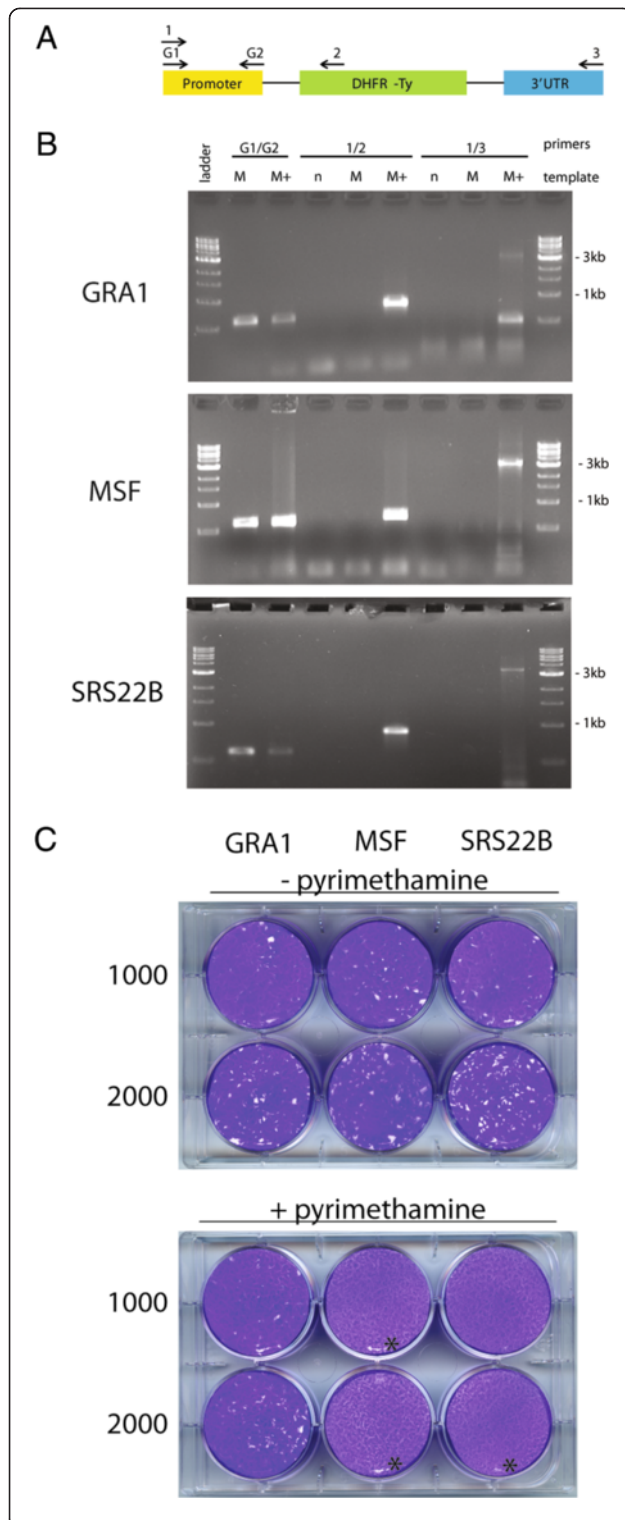 A
1
G1 G2 2 3
Promoter DHFR -Ty 3'UTR
B
ladder G1/G2 1/2 1/3 primers
M M+ n M M+ n M M+ template
GRA1
- 3kb
- 1kb
MSF
- 3kb
- 1kb
SRS22B
- 3kb
- 1kb
C
GRA1 MSF SRS22B
- pyrimethamine
1000
2000
+ pyrimethamine
1000
*
2000
* *